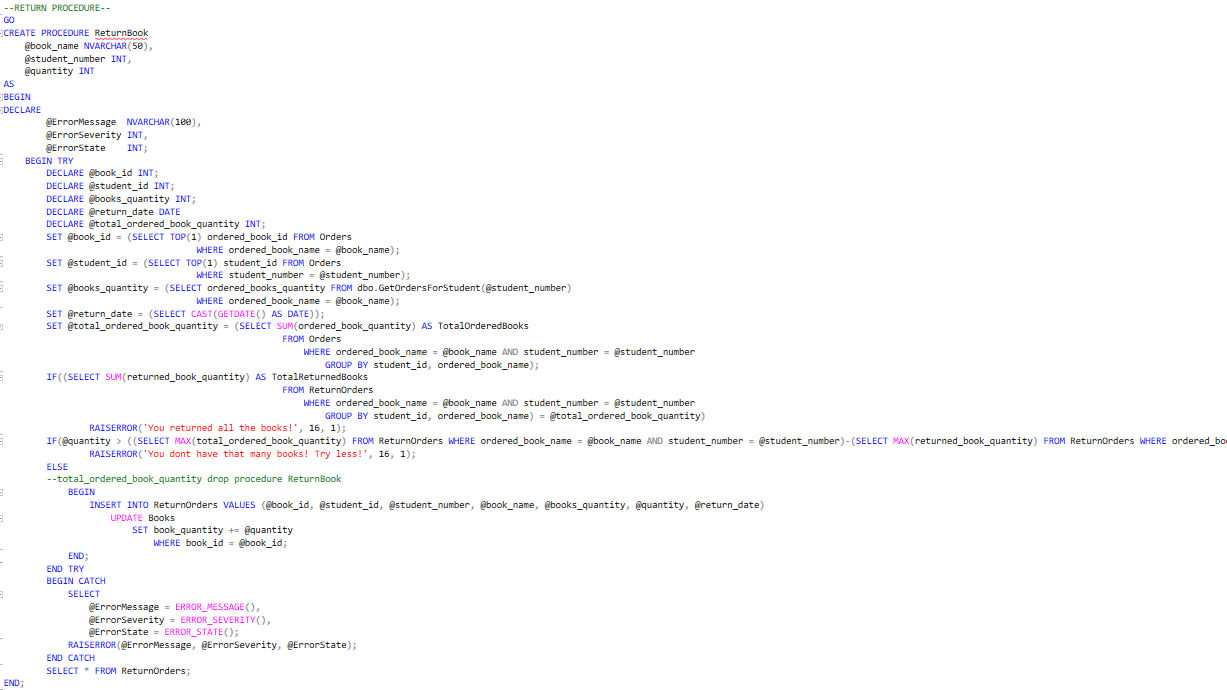 --RETURN PROCEDURE--
GO
CREATE PROCEDURE ReturnBook
@book_name NVARCHAR(50),
@student_number INT,
@quantity INT
AS
BEGIN
DECLARE
@ErrorMessage  NVARCHAR(100),
@ErrorSeverity INT,
@ErrorState    INT;
BEGIN TRY
DECLARE @book_id INT;
DECLARE @student_id INT;
DECLARE @books_quantity INT;
DECLARE @return_date DATE
DECLARE @total_ordered_book_quantity INT;
SET @book_id = (SELECT TOP(1) ordered_book_id FROM Orders
WHERE ordered_book_name = @book_name);
SET @student_id = (SELECT TOP(1) student_id FROM Orders
WHERE student_number = @student_number);
SET @books_quantity = (SELECT ordered_books_quantity FROM dbo.GetOrdersForStudent(@student_number)
WHERE ordered_book_name = @book_name);
SET @return_date = (SELECT CAST(GETDATE() AS DATE));
SET @total_ordered_book_quantity = (SELECT SUM(ordered_book_quantity) AS TotalOrderedBooks
FROM Orders
WHERE ordered_book_name = @book_name AND student_number = @student_number
GROUP BY student_id, ordered_book_name);
IF((SELECT SUM(returned_book_quantity) AS TotalReturnedBooks
FROM ReturnOrders
WHERE ordered_book_name = @book_name AND student_number = @student_number
GROUP BY student_id, ordered_book_name) = @total_ordered_book_quantity)
RAISERROR('You returned all the books!', 16, 1);
IF(@quantity > ((SELECT MAX(total_ordered_book_quantity) FROM ReturnOrders WHERE ordered_book_name = @book_name AND student_number = @student_number)-(SELECT MAX(returned_book_quantity) FROM ReturnOrders WHERE ordered_bo
RAISERROR('You dont have that many books! Try less!', 16, 1);
ELSE
--total_ordered_book_quantity drop procedure ReturnBook
BEGIN
INSERT INTO ReturnOrders VALUES (@book_id, @student_id, @student_number, @book_name, @books_quantity, @quantity, @return_date)
UPDATE Books
SET book_quantity += @quantity
WHERE book_id = @book_id;
END;
END TRY
BEGIN CATCH
SELECT
@ErrorMessage = ERROR_MESSAGE(),
@ErrorSeverity = ERROR_SEVERITY(),
@ErrorState = ERROR_STATE();
RAISERROR(@ErrorMessage, @ErrorSeverity, @ErrorState);
END CATCH
SELECT * FROM ReturnOrders;
END;